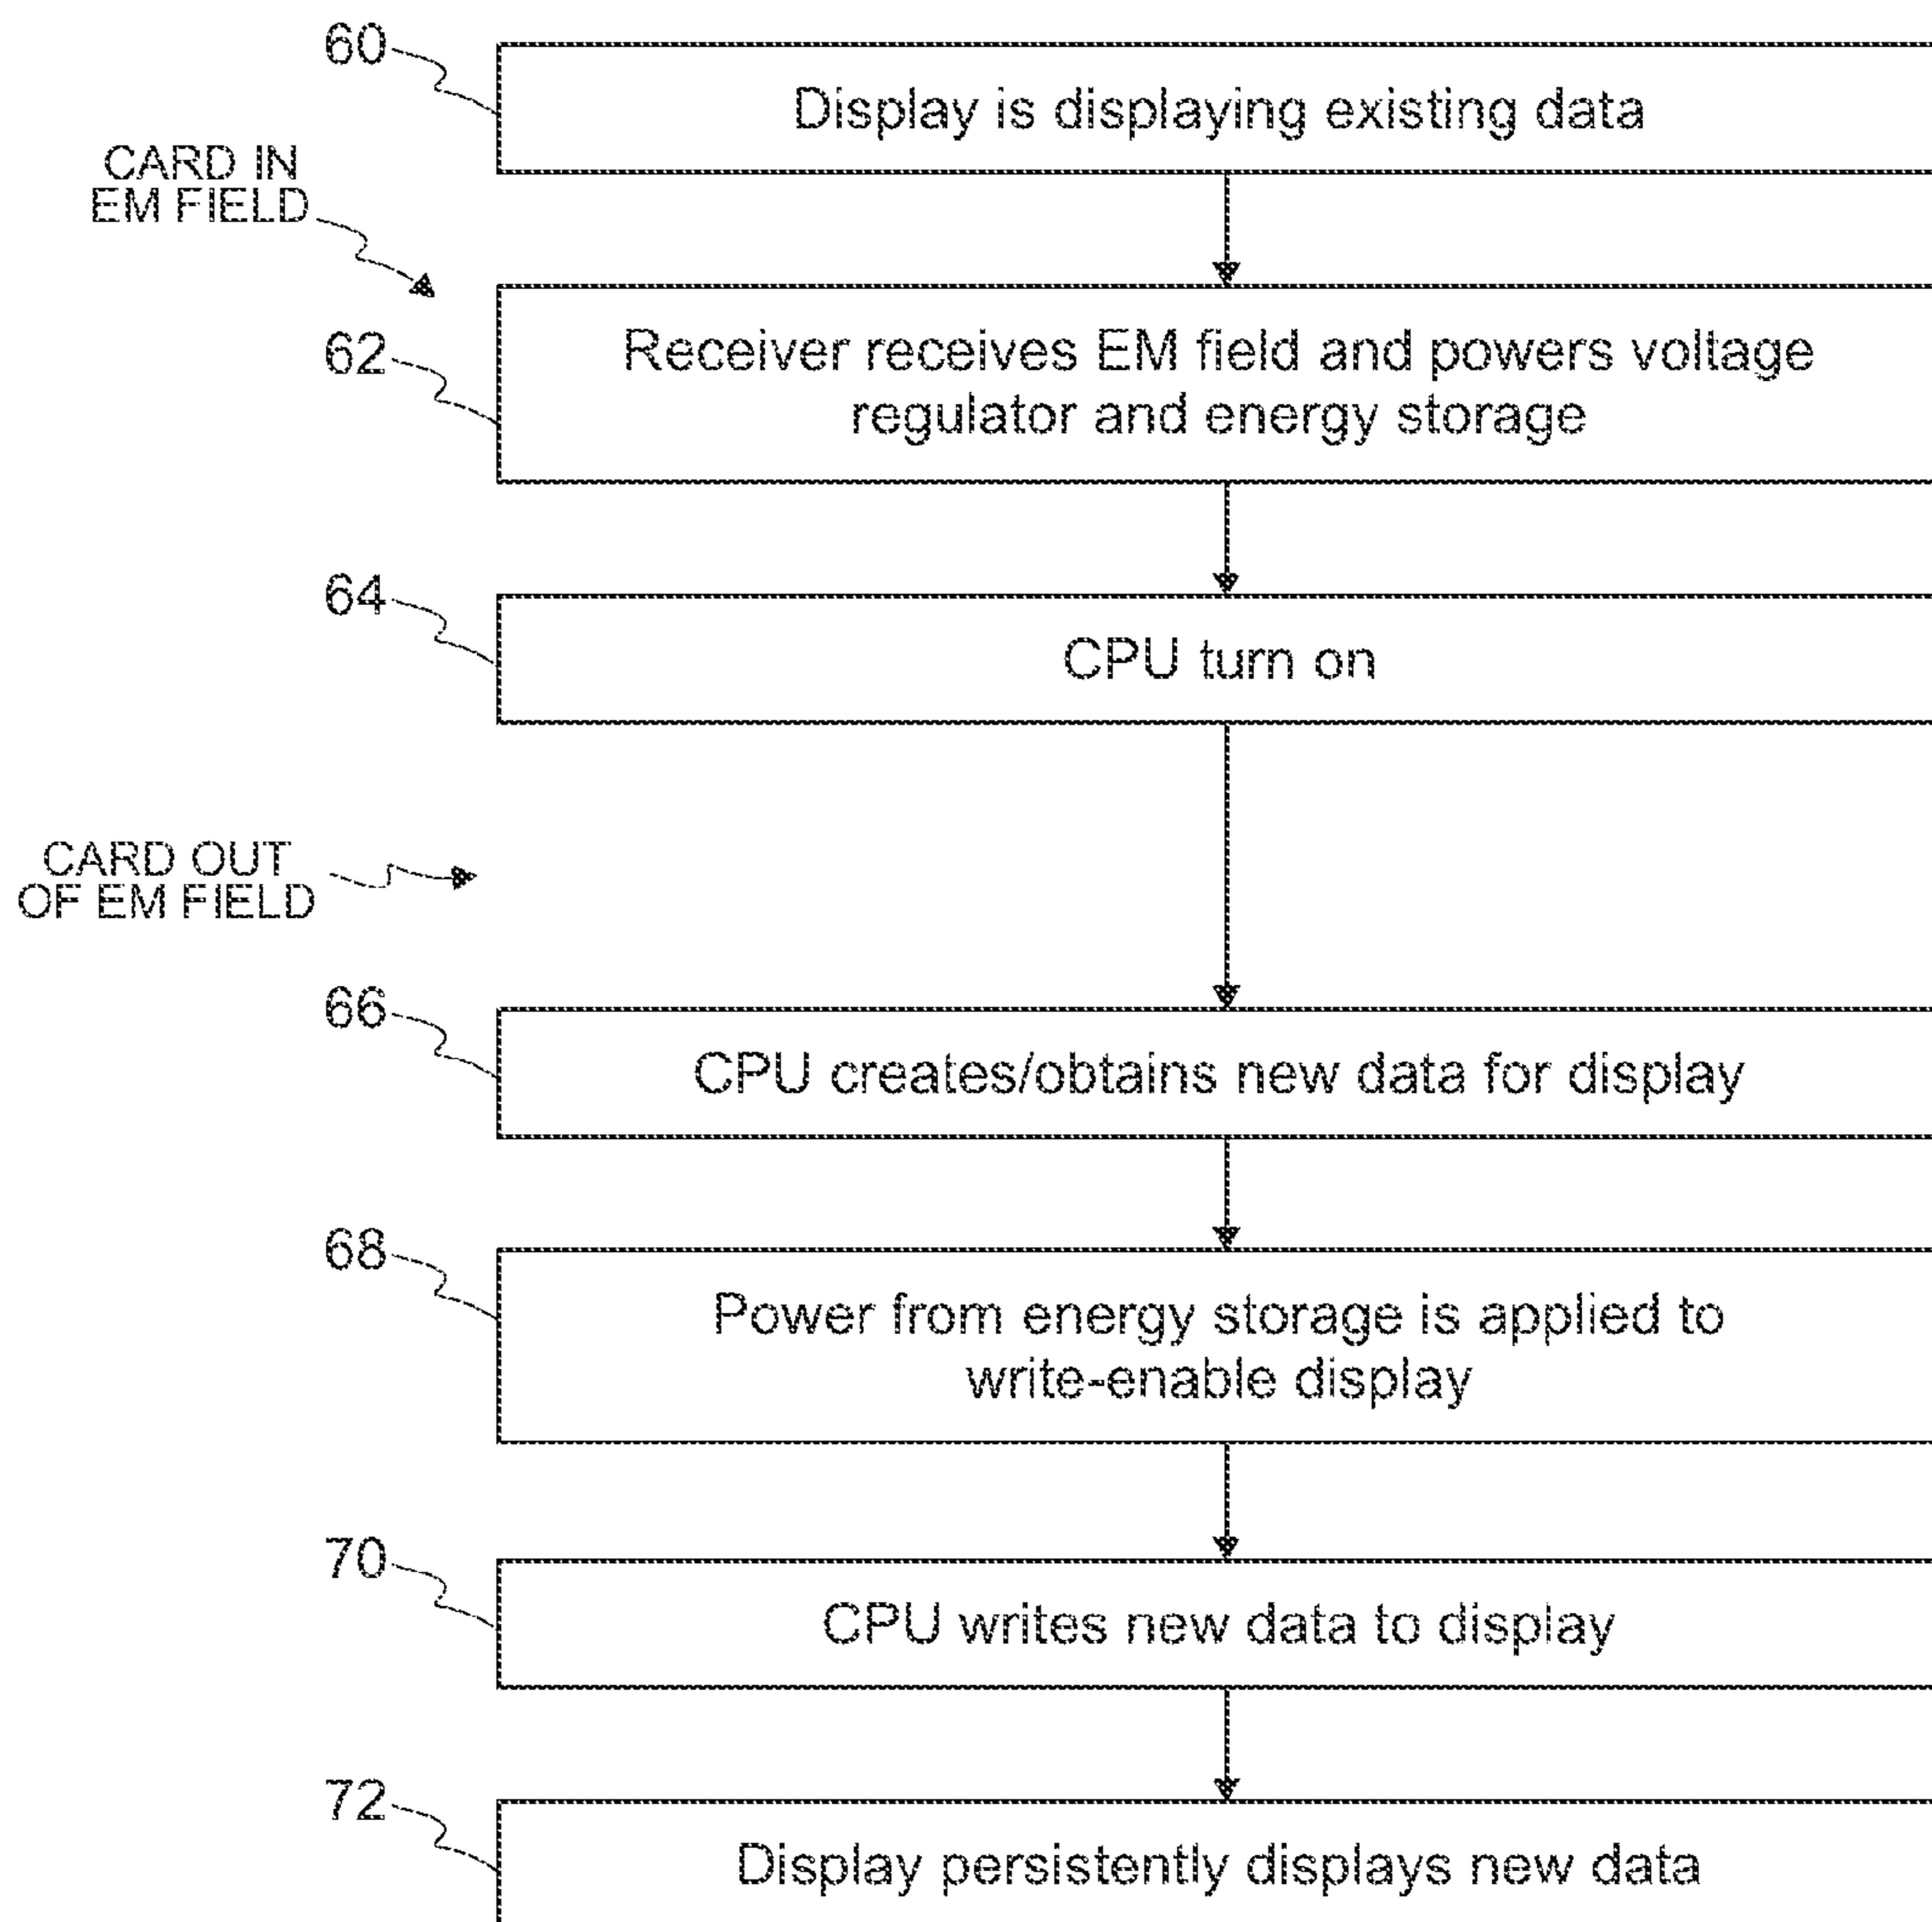 60
Display is displaying existing data
CARD IN
EM FIELD
62
Receiver receives EM field and powers voltage
regulator and energy storage
64
CPU turn on
CARD OUT
OF EM FIELD
66
CPU creates/obtains new data for display
68
Power from energy storage is applied to
write-enable display
70
CPU writes new data to display
72
Display persistently displays new data